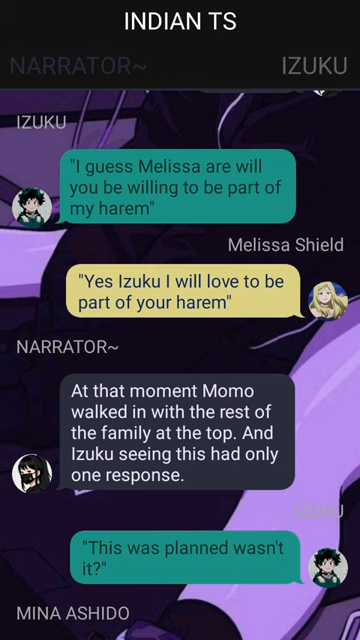 INDIAN TS
NARRATOR~
IZUKU
IZUKU
"I guess Melissa are will
you be willing to be part of
my harem"
Melissa Shield
"Yes Izuku I will love to be
part of your harem"
NARRATOR~
At that moment Momo
walked in with the rest of
the family at the top. And
Izuku seeing this had only
one response.
IZUKU
"This was planned wasn't
it?"
MINA ASHIDO